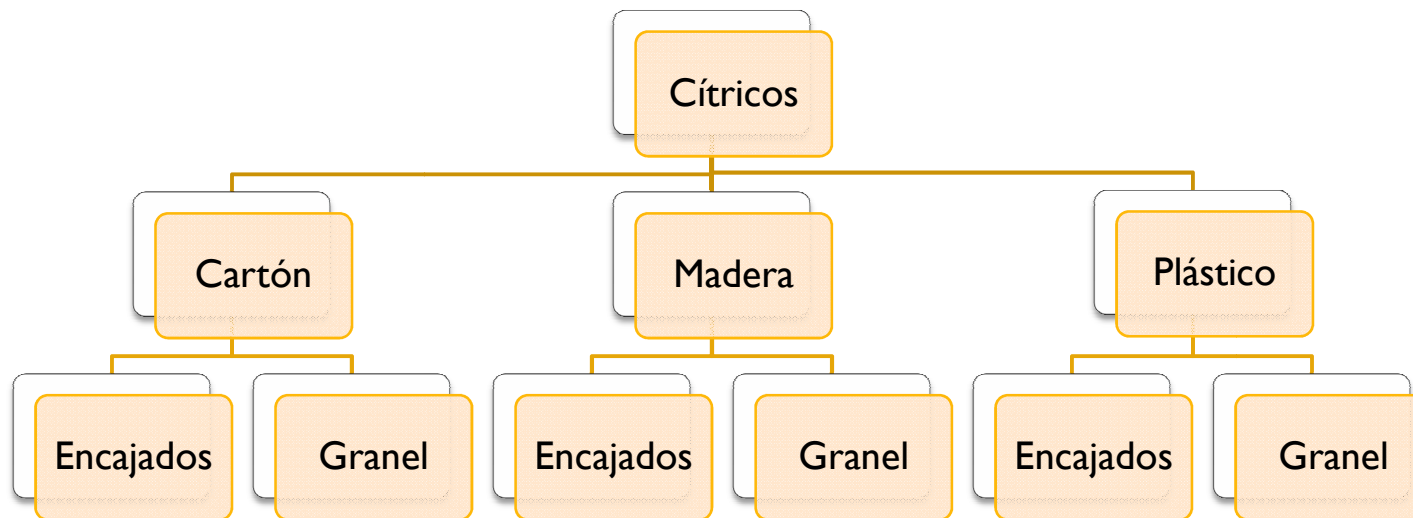 Cítricos
Cartón
Madera
Plástico
Encajados
Granel
Encajados
Granel
Encajados
Granel